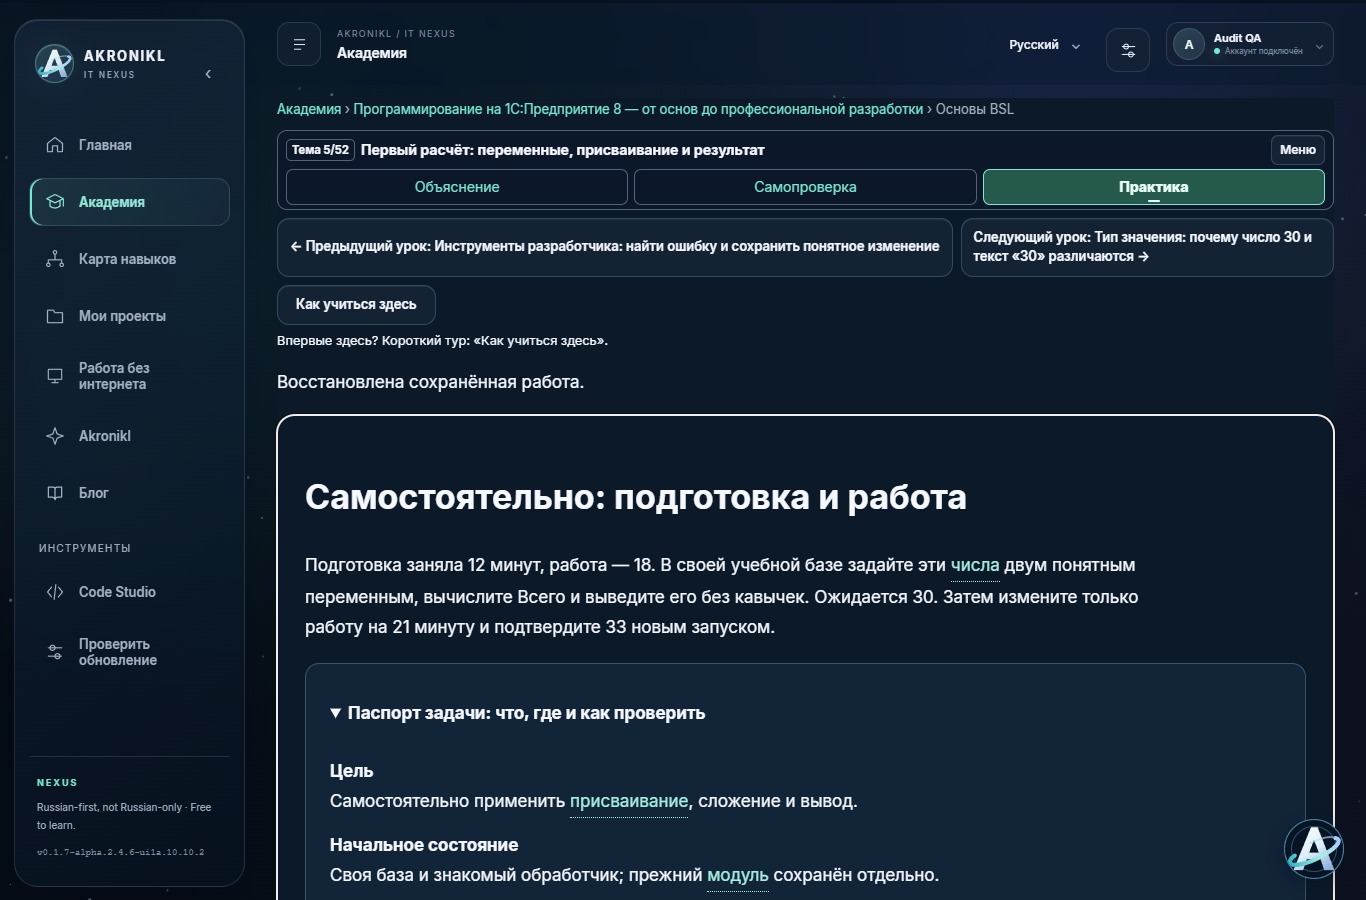 AKRONIKL
IT NEXUS
Главная
Академия
Карта навыков
Мои проекты
Работа без
интернета
Akronikl
Блог
ИНСТРУМЕНТЫ
Code Studio
Проверить
обновление
NEXUS
Russian-first, not Russian-only · Free
to learn.
v0.1.7-alpha.2.4.6-ui1a.10.10.2
AKRONIKL / IT NEXUS
Академия
Русский
A
Audit QA
Аккаунт подключён
Академия › Программирование на 1С:Предприятие 8 — от основ до профессиональной разработки › Основы BSL
Тема 5/52 Первый расчёт: переменные, присваивание и результат
Меню
Объяснение
Самопроверка
Практика
← Предыдущий урок: Инструменты разработчика: найти ошибку и сохранить понятное изменение
Следующий урок: Тип значения: почему число 30 и
текст «30» различаются →
Как учиться здесь
Впервые здесь? Короткий тур: «Как учиться здесь».
Восстановлена сохранённая работа.
Самостоятельно: подготовка и работа
Подготовка заняла 12 минут, работа — 18. В своей учебной базе задайте эти числа двум понятным
переменным, вычислите Всего и выведите его без кавычек. Ожидается 30. Затем измените только
работу на 21 минуту и подтвердите 33 новым запуском.
▼ Паспорт задачи: что, где и как проверить
Цель
Самостоятельно применить присваивание, сложение и вывод.
Начальное состояние
Своя база и знакомый обработчик; прежний модуль сохранён отдельно.